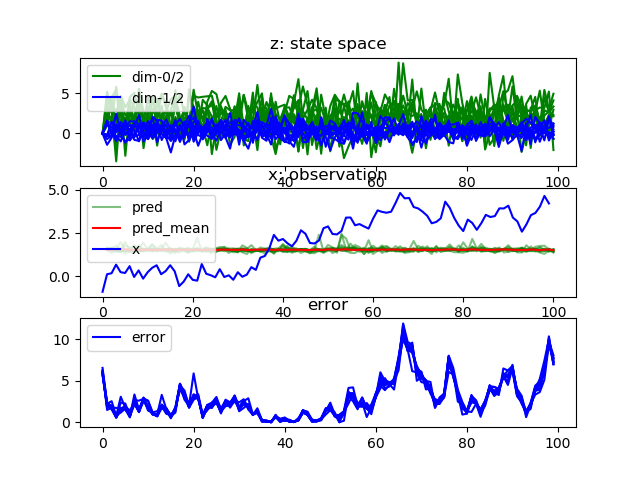 z: state space
dim-0/2
dim-1/2
5
0
0 20 40 60 80 100
x: observation
pred
pred_mean
x
5.0
2.5
0.0
0 20 40 60 80 100
error
error
10
5
0
0 20 40 60 80 100